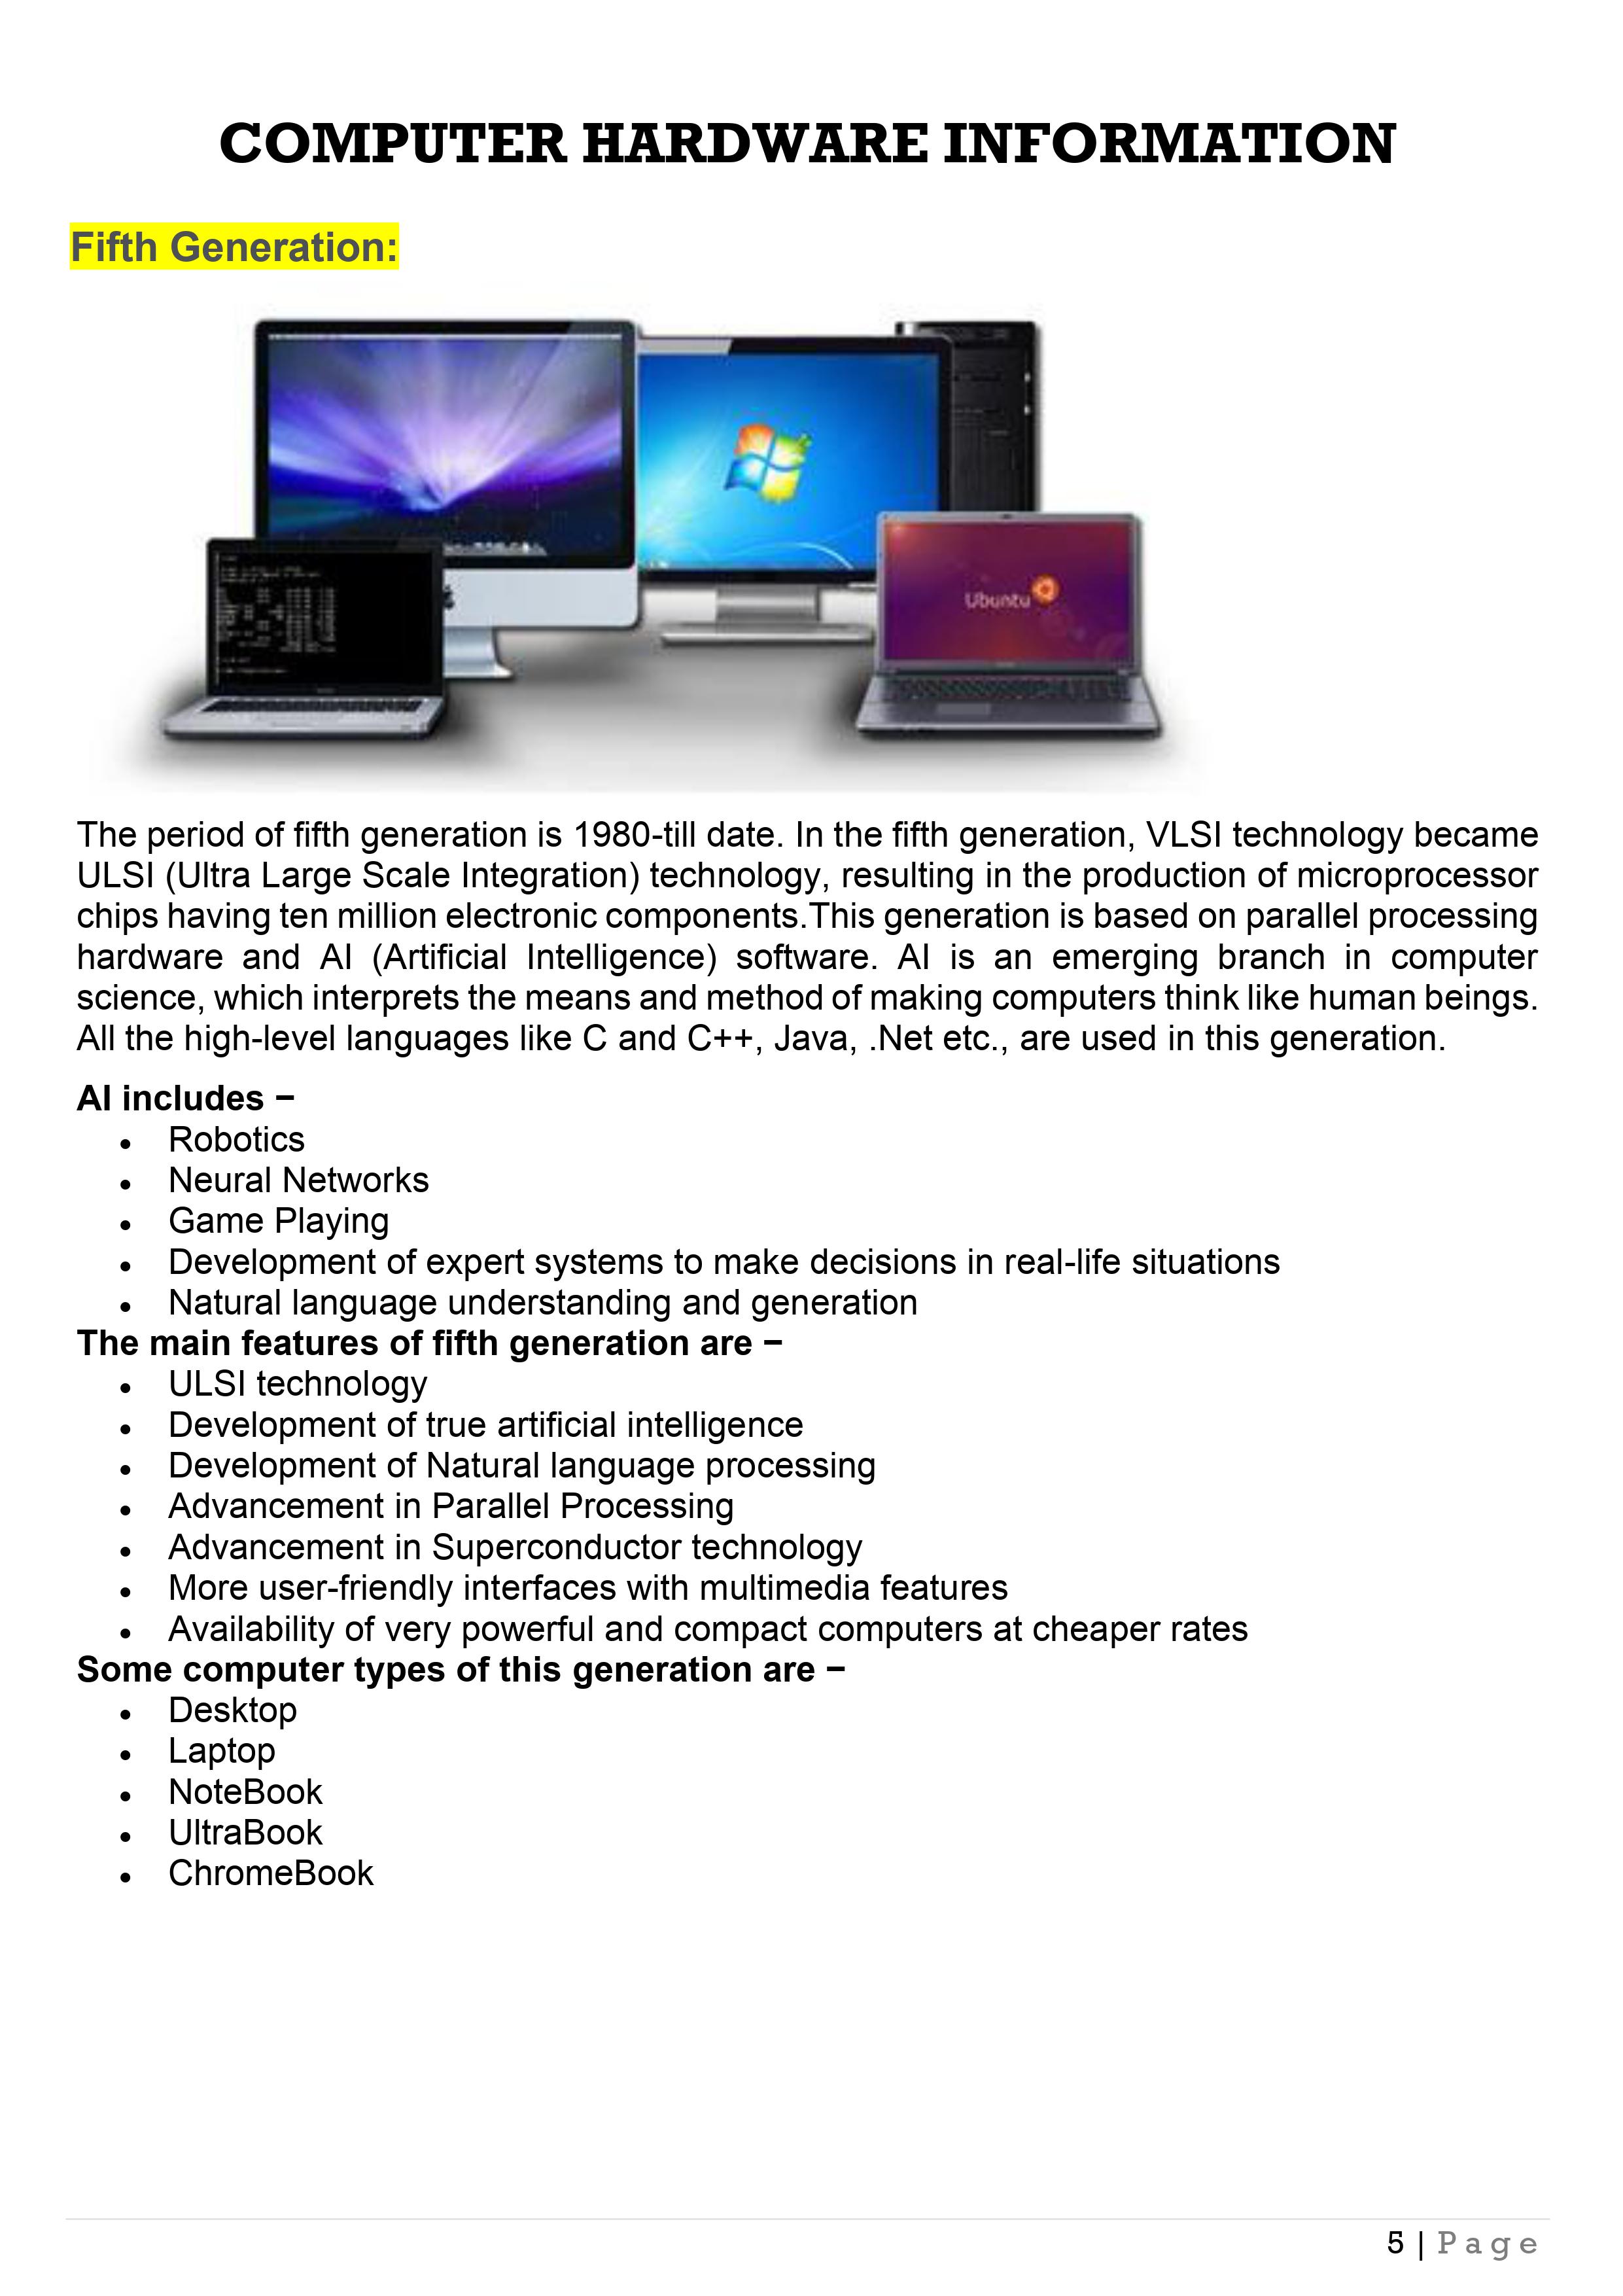 COMPUTER HARDWARE INFORMATION
Fifth Generation:
Ubuntu
The period of fifth generation is 1980-till date. In the fifth generation, VLSI technology became
ULSI (Ultra Large Scale Integration) technology, resulting in the production of microprocessor
chips having ten million electronic components.This generation is based on parallel processing
hardware and AI (Artificial Intelligence) software. AI is an emerging branch in computer
science, which interprets the means and method of making computers think like human beings.
All the high-level languages like C and C++, Java, .Net etc., are used in this generation.
AI includes −
• Robotics
• Neural Networks
• Game Playing
• Development of expert systems to make decisions in real-life situations
• Natural language understanding and generation
The main features of fifth generation are −
• ULSI technology
• Development of true artificial intelligence
• Development of Natural language processing
• Advancement in Parallel Processing
• Advancement in Superconductor technology
• More user-friendly interfaces with multimedia features
• Availability of very powerful and compact computers at cheaper rates
Some computer types of this generation are −
• Desktop
• Laptop
• NoteBook
• UltraBook
• ChromeBook
5 | Page